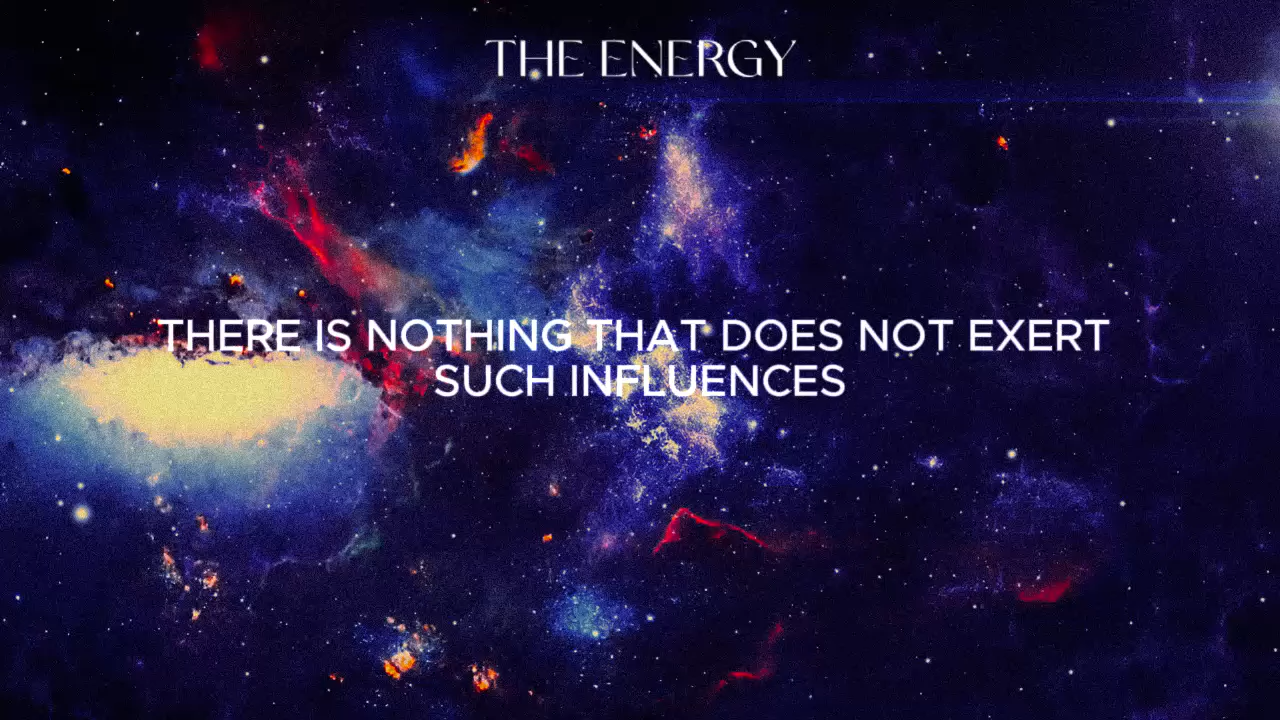 THE ENERGY
THERE IS NOTHING THAT DOES NOT EXERT
SUCH INFLUENCES